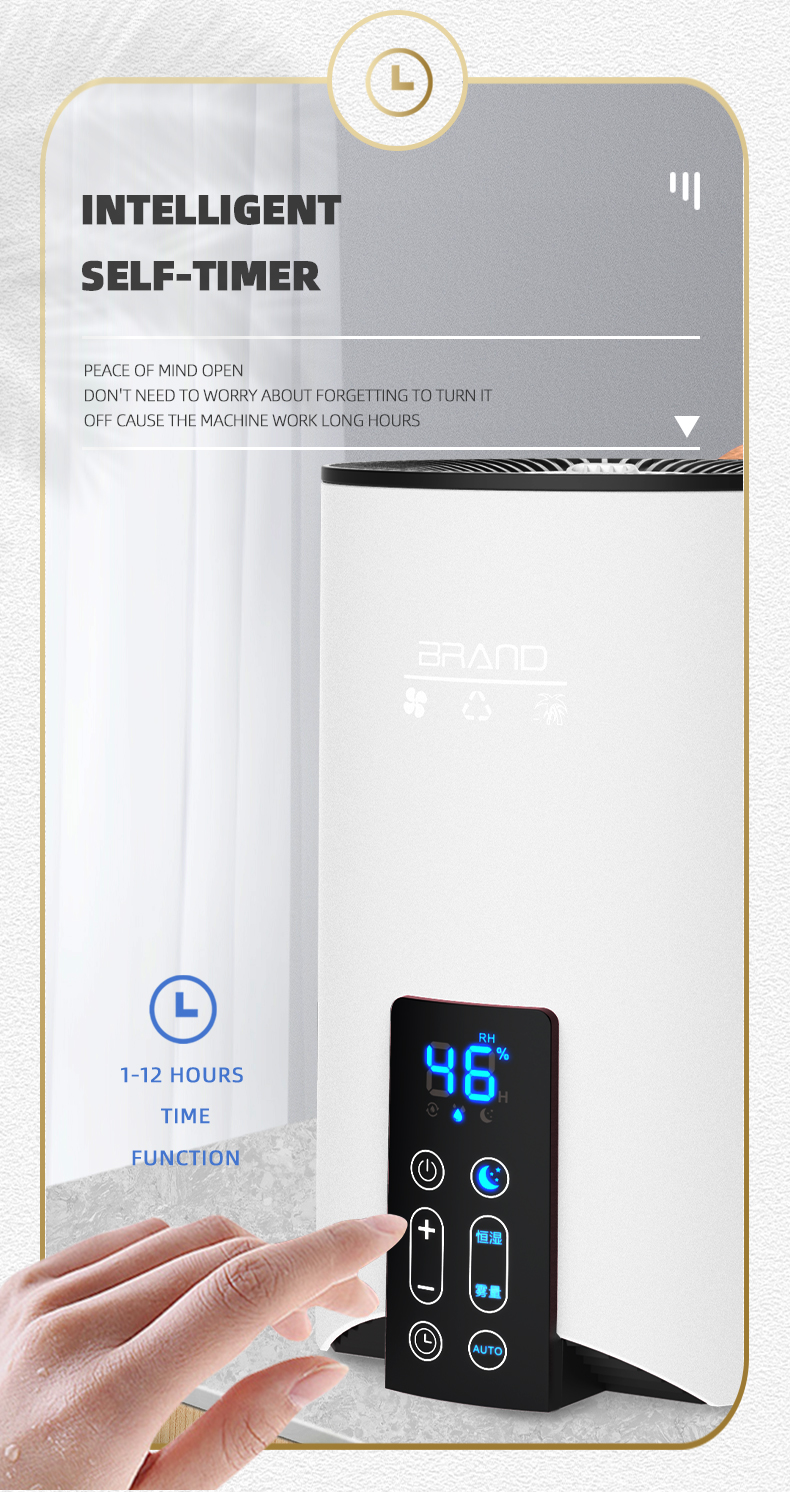 INTELLIGENT
SELF-TIMER
PEACE OF MIND OPEN
DON'T NEED TO WORRY ABOUT FORGETTING TO TURN IT
OFF CAUSE THE MACHINE WORK LONG HOURS
BRAND
1-12 HOURS
TIME
FUNCTION
RH
46%
H
恒湿
雾量
AUTO